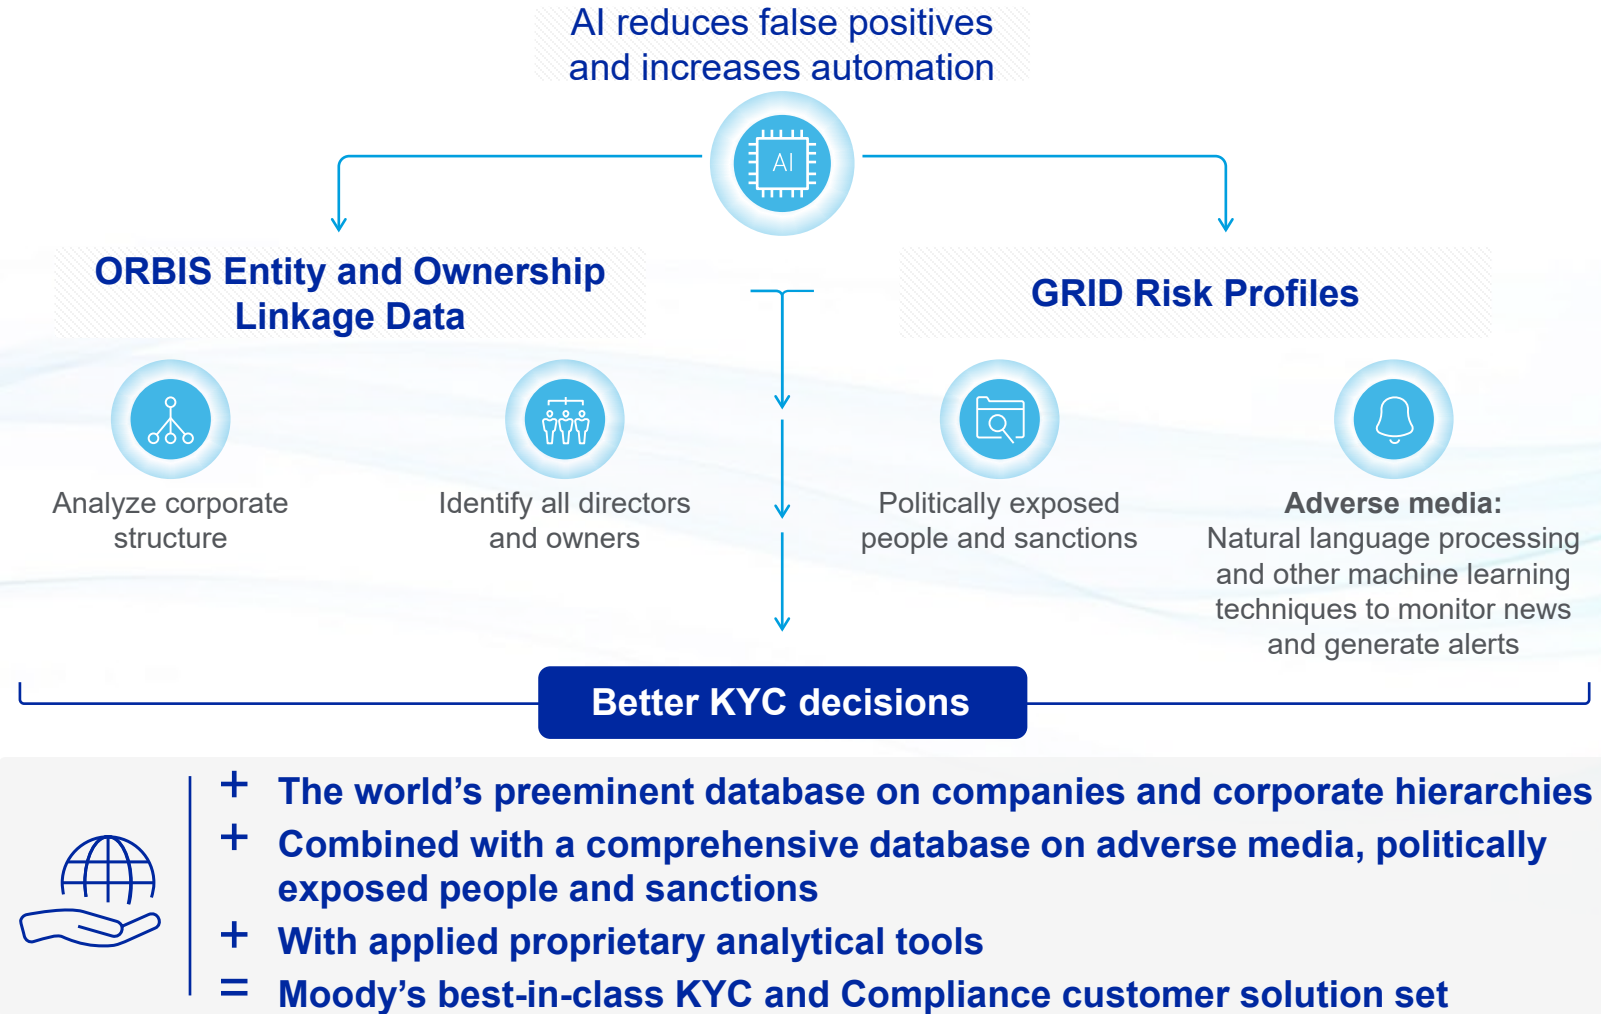 AI reduces false positives
and increases automation
AI
ORBIS Entity and Ownership
Linkage Data
GRID Risk Profiles
Analyze corporate
structure
Identify all directors
and owners
Politically exposed
people and sanctions
Adverse media:
Natural language processing
and other machine learning
techniques to monitor news
and generate alerts
Better KYC decisions
+ The world’s preeminent database on companies and corporate hierarchies
+ Combined with a comprehensive database on adverse media, politically
exposed people and sanctions
+ With applied proprietary analytical tools
= Moody’s best-in-class KYC and Compliance customer solution set